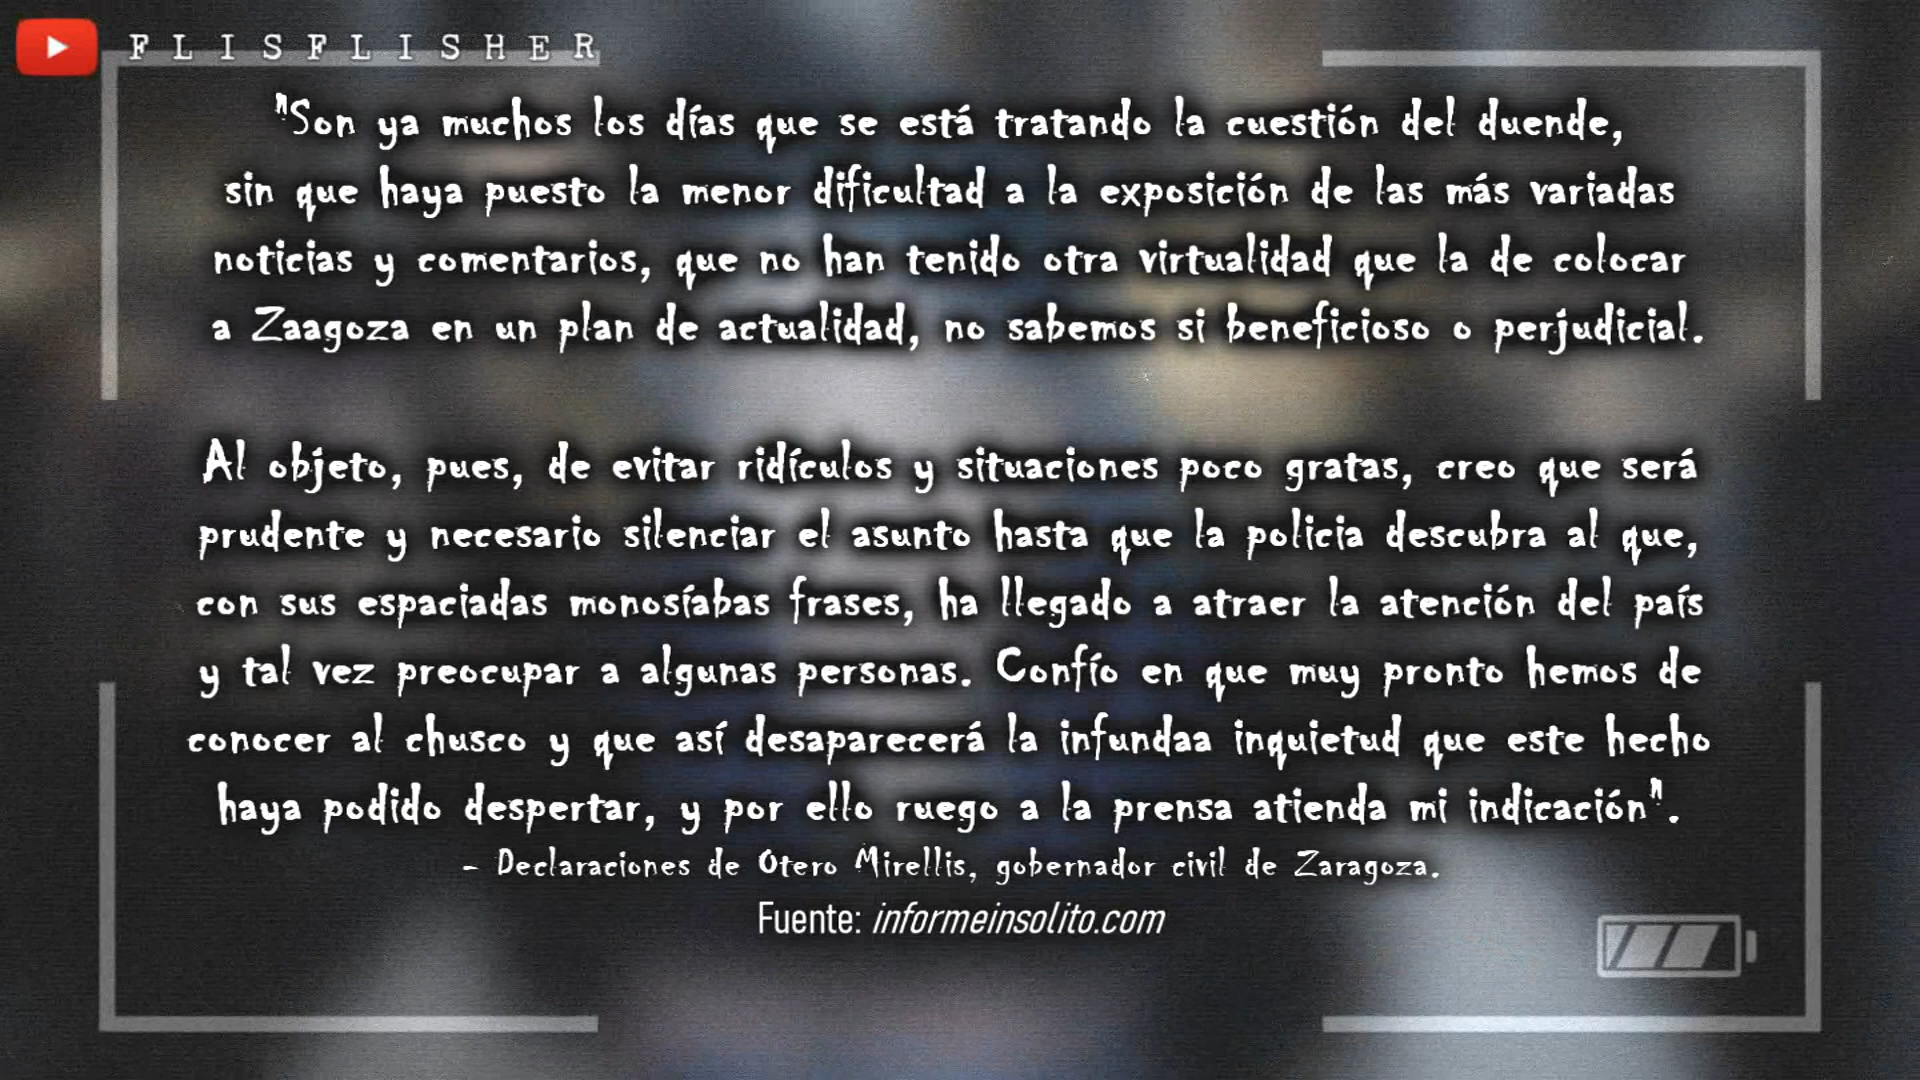 FLISFLISHER
"Son ya muchos los días que se está tratando la cuestión del duende,
sin que haya puesto la menor dificultad a la exposición de las más variadas
noticias y comentarios, que no han tenido otra virtualidad que la de colocar
a Zaagoza en un plan de actualidad, no sabemos si beneficioso o perjudicial.
Al objeto, pues, de evitar ridículos y situaciones poco gratas, creo que será
prudente y necesario silenciar el asunto hasta que la policia descubra al que,
con sus espaciadas monosíabas frases, ha llegado a atraer la atención del país
y tal vez preocupar a algunas personas. Confío en que muy pronto hemos de
conocer al chusco y que así desaparecerá la infundaa inquietud que este hecho
haya podido despertar, y por ello ruego a la prensa atienda mi indicación".
- Declaraciones de Otero Mirellis, gobernador civil de Zaragoza.
Fuente: informeinsolito.com